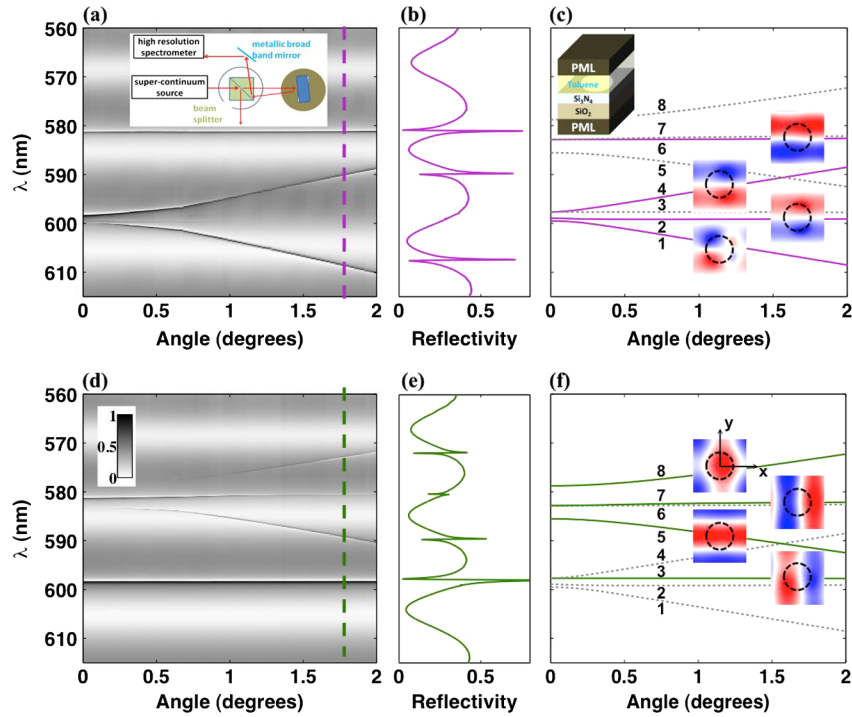 (a)
(b)
(c)
560
570
580
590
600
610
λ (nm)
high resolution
spectrometer
metallic broad
band mirror
super-continuum
source
beam
splitter
0
0.5
1
1.5
2
Angle (degrees)
0
0.5
Reflectivity
PML
Toluene
Si3N4
SiO2
PML
8
7
6
5
4
3
2
1
0
0.5
1
1.5
2
Angle (degrees)
(d)
(e)
(f)
560
570
580
590
600
610
λ (nm)
1
0.5
0
0
0.5
1
1.5
2
Angle (degrees)
0
0.5
Reflectivity
y
x
8
7
6
5
4
3
2
1
0
0.5
1
1.5
2
Angle (degrees)